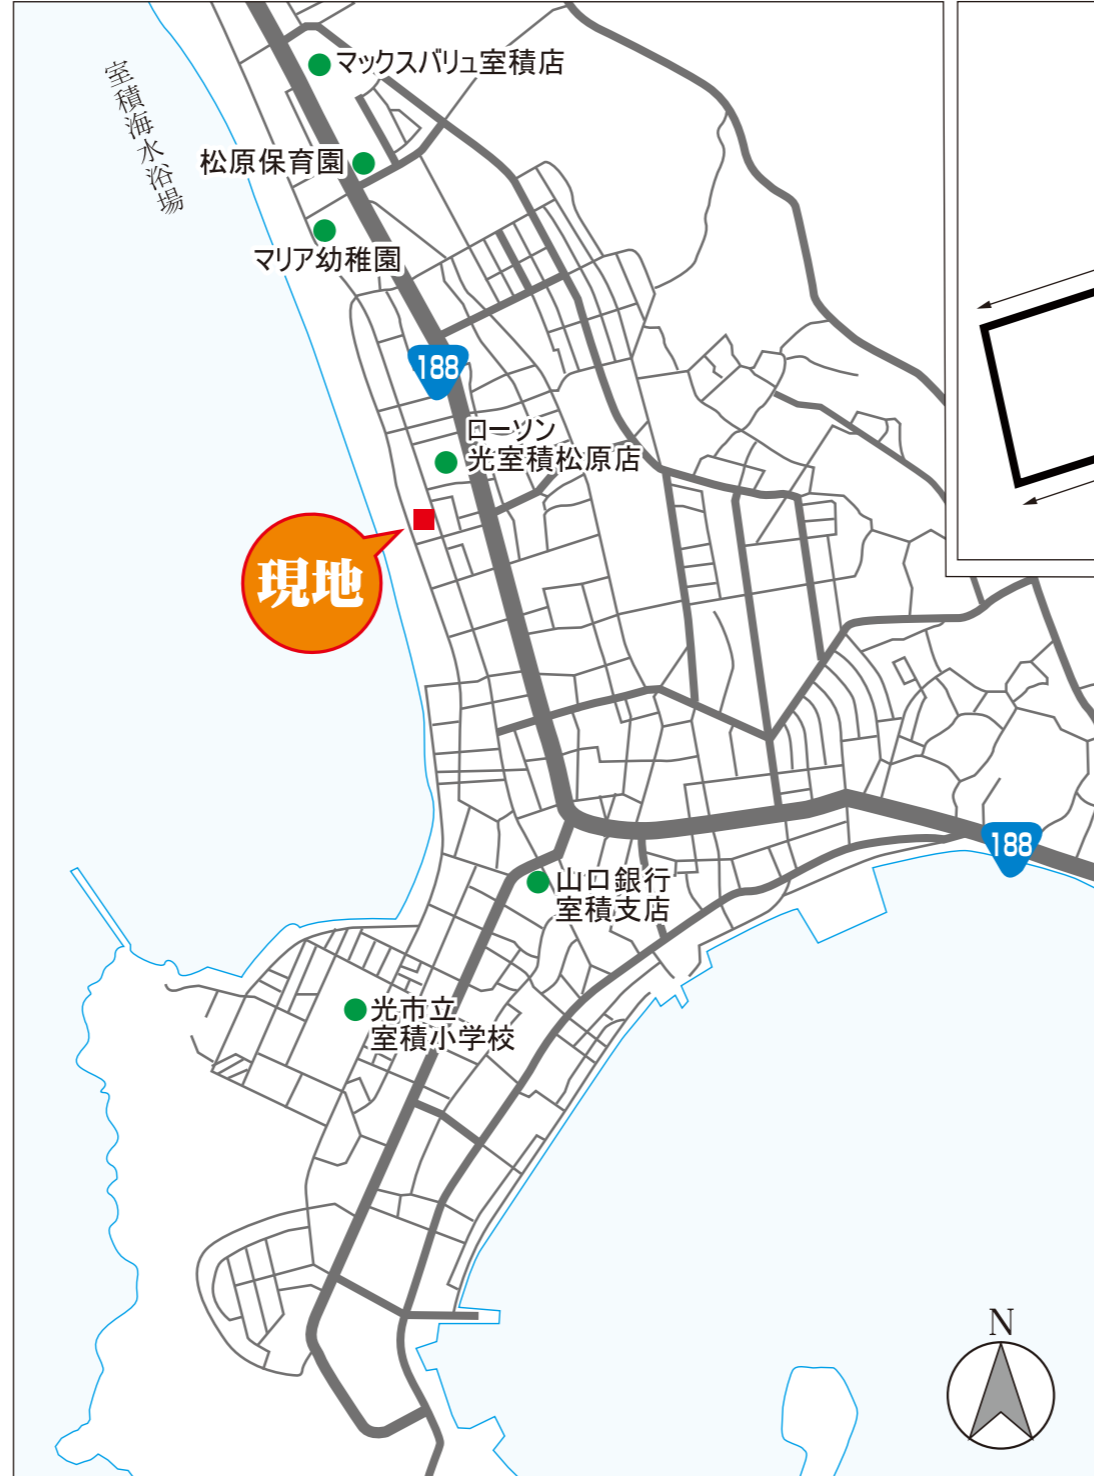 マックスバリュ室積店
室積海水浴場
松原保育園
マリア幼稚園
188
ローソン
光室積松原店
現地
188
山口銀行
室積支店
光市立
室積小学校
N